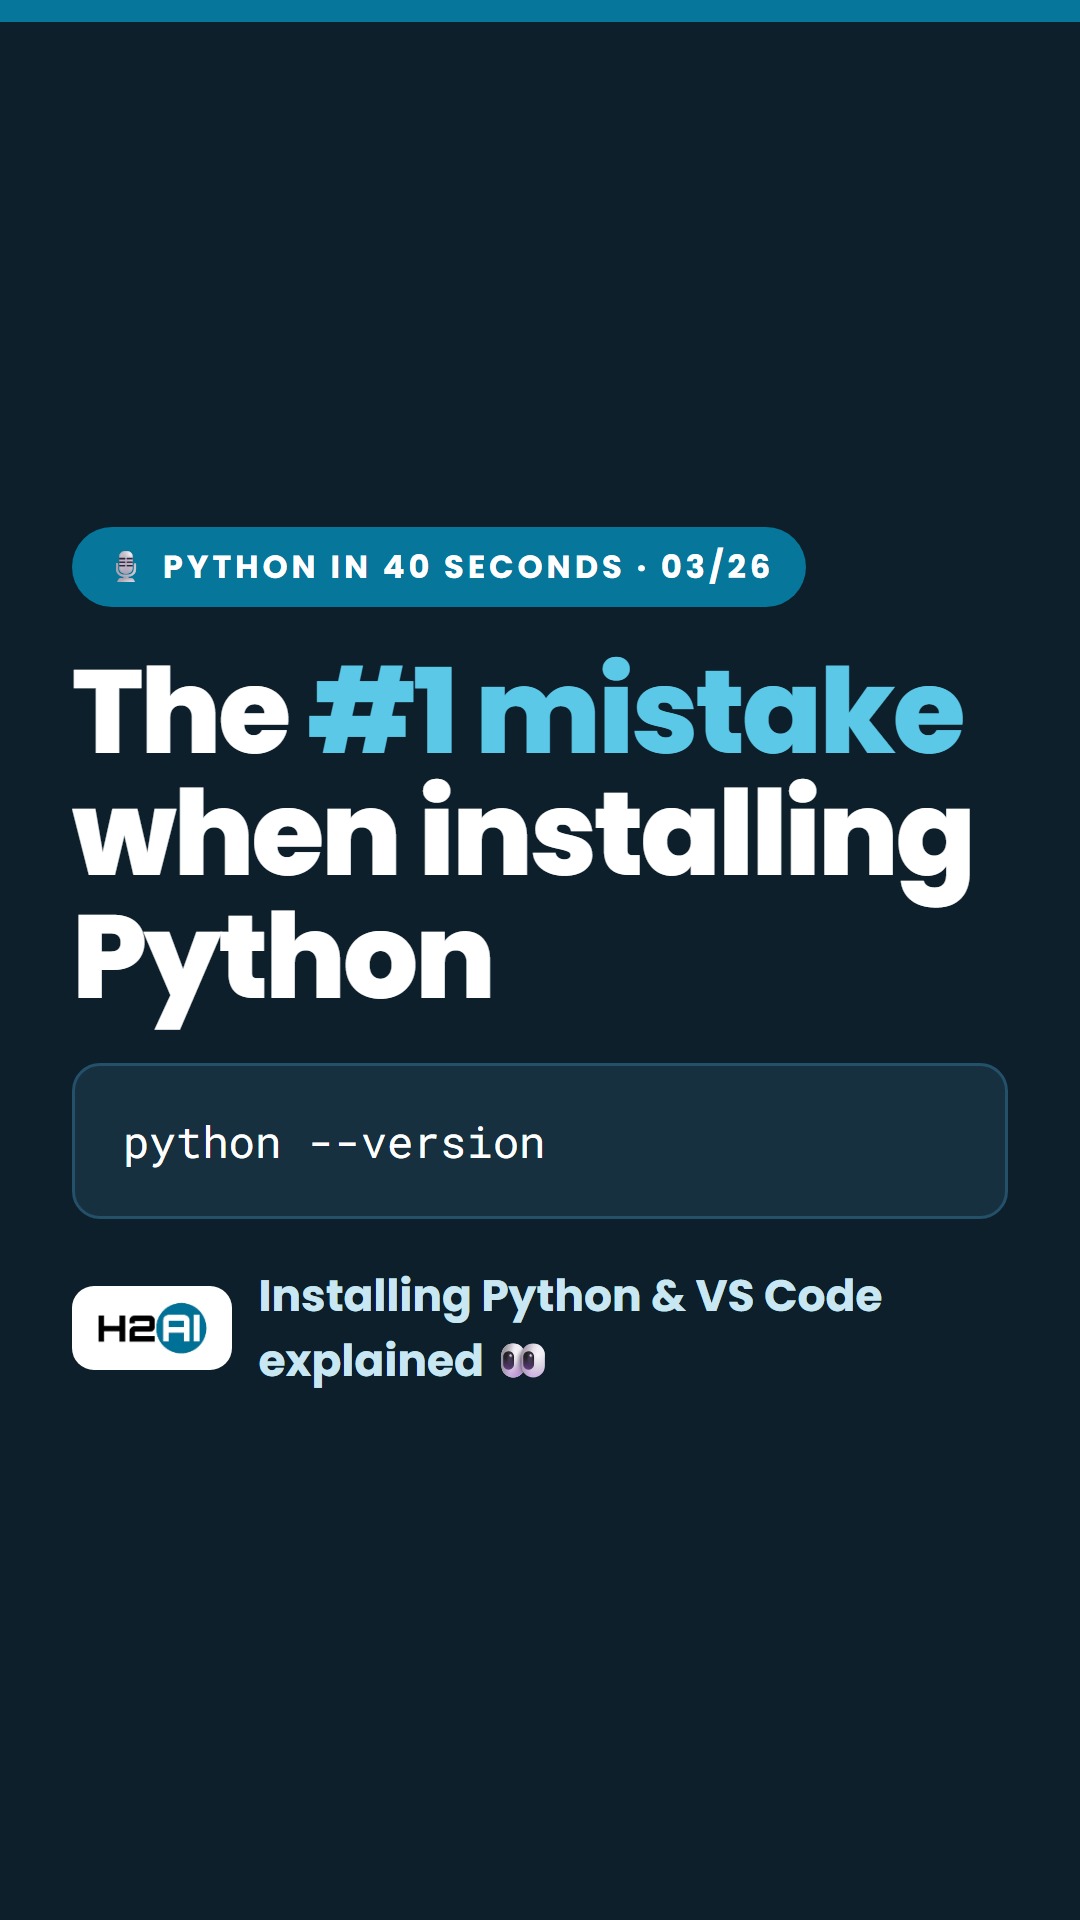 🎙️ PYTHON IN 40 SECONDS · 03/26
The #1 mistake
when installing
Python
python --version
H2AI
Installing Python & VS Code
explained 👀